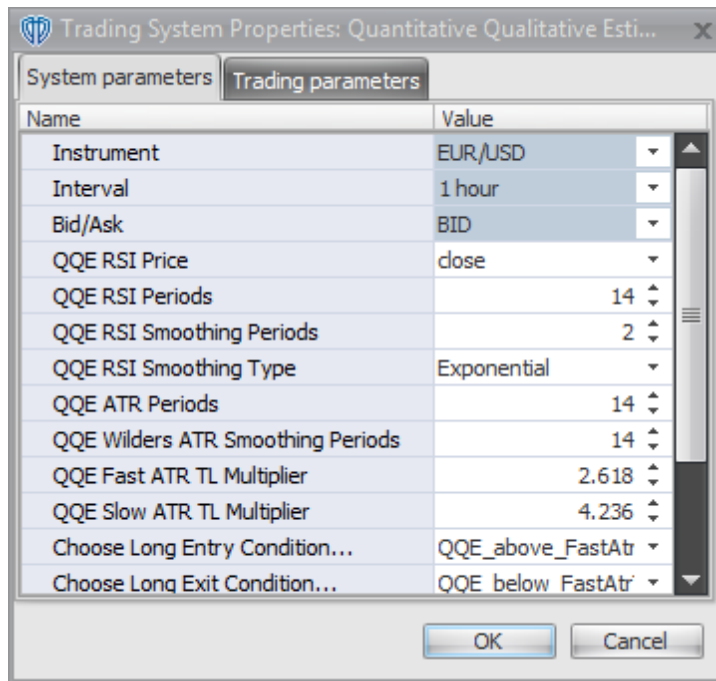 Trading System Properties: Quantitative Qualitative Esti...
System parameters Trading parameters
Name Value
Instrument EUR/USD
Interval 1 hour
Bid/Ask BID
QQE RSI Price close
QQE RSI Periods 14
QQE RSI Smoothing Periods 2
QQE RSI Smoothing Type Exponential
QQE ATR Periods 14
QQE Wilders ATR Smoothing Periods 14
QQE Fast ATR TL Multiplier 2.618
QQE Slow ATR TL Multiplier 4.236
Choose Long Entry Condition... QQE_above_FastAtr
Choose Long Exit Condition... QQE_below_FastAtr
OK Cancel